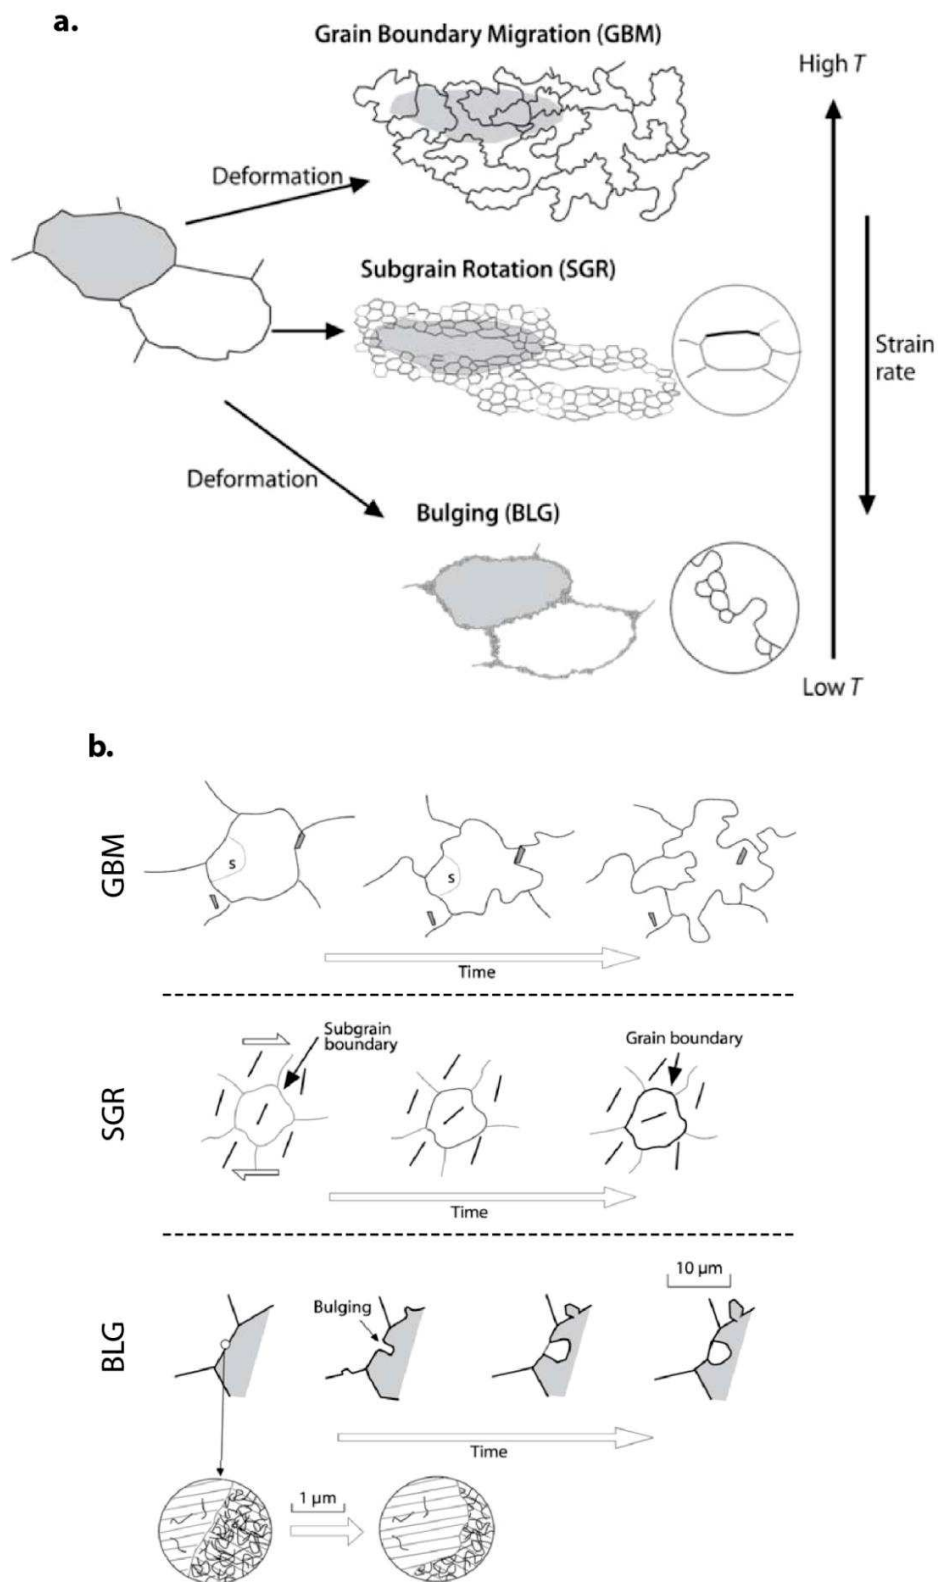 a.
Grain Boundary Migration (GBM)
High T
Deformation
Subgrain Rotation (SGR)
Strain
rate
Deformation
Bulging (BLG)
Low T
b.
GBM
s
s
Time
Subgrain
boundary
Grain boundary
SGR
Time
10 µm
Bulging
BLG
Time
1 µm